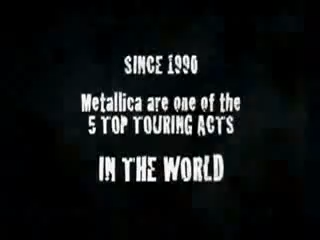 SINCE 1990
Metallica are one of the
5 TOP TOURING ACTS
IN THE WORLD